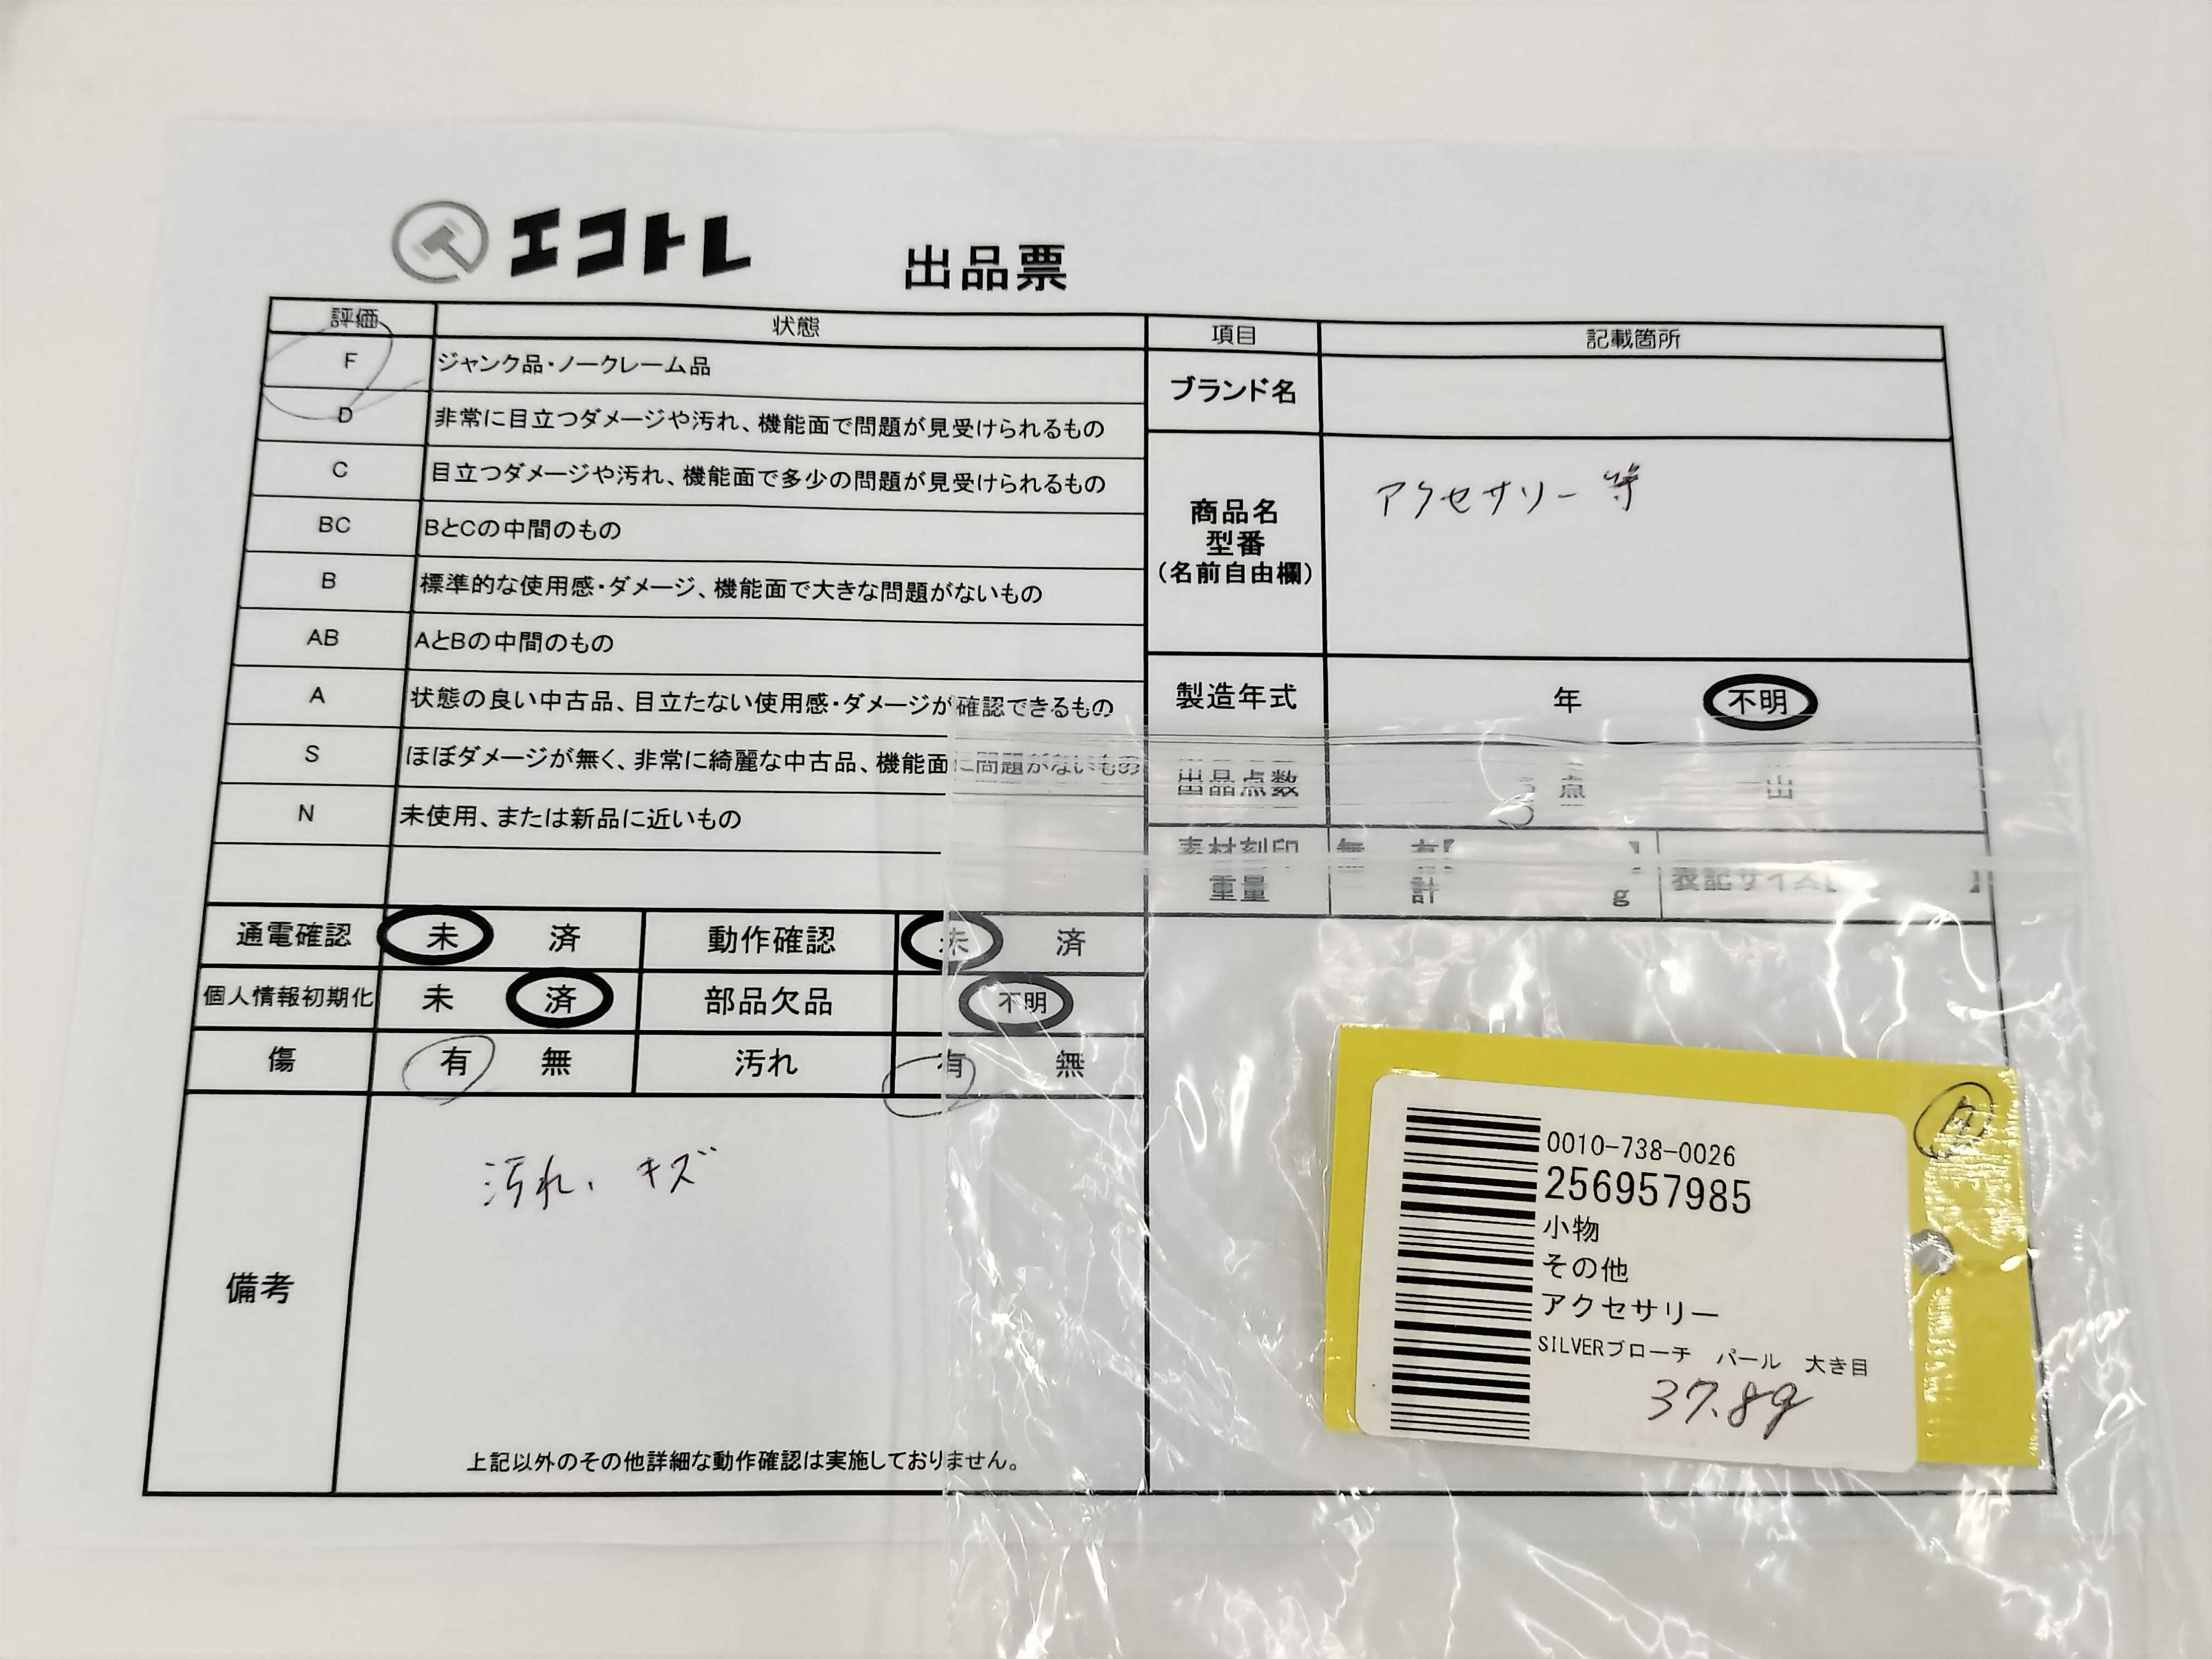 エコトレ 出品票
評価 状態
F ジャンク品・ノークレーム品
D 非常に目立つダメージや汚れ、機能面で問題が見受けられるもの
C 目立つダメージや汚れ、機能面で多少の問題が見受けられるもの
BC BとCの中間のもの
B 標準的な使用感・ダメージ、機能面で大きな問題がないもの
AB AとBの中間のもの
A 状態の良い中古品、目立たない使用感・ダメージが確認できるもの
S ほぼダメージが無く、非常に綺麗な中古品、機能面に問題がないもの
N 未使用、または新品に近いもの
通電確認 未 済 動作確認 未 済
個人情報初期化 未 済 部品欠品 不明
傷 有 無 汚れ 有 無
備考
汚れ、キズ
上記以外のその他詳細な動作確認は実施しておりません。
項目 記載箇所
ブランド名
商品名
型番
(名前自由欄)
アクセサリー等
製造年式 年 不明
出品点数 点
素材刻印 無 有【 】
重量 計 g 表記サイズ【 】
0010-738-0026
256957985
小物
その他
アクセサリー
SILVERブローチ パール 大き目
37.8g